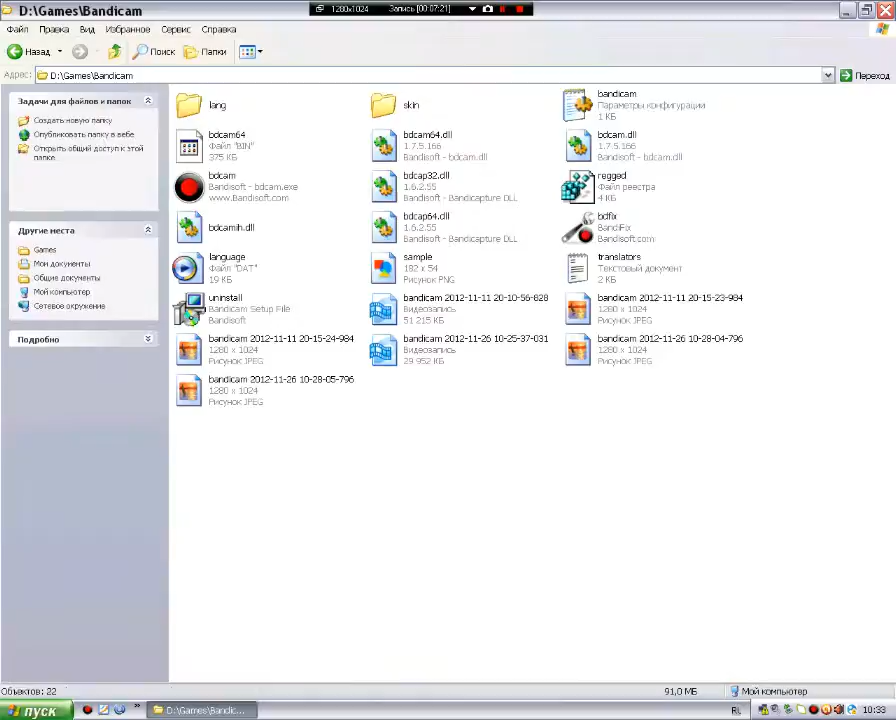 D:\Games\Bandicam
1280x1024 Запись [00:07:21]
Файл Правка Вид Избранное Сервис Справка
Назад Поиск Папки
Адрес: D:\Games\Bandicam Переход
Задачи для файлов и папок
Создать новую папку
Опубликовать папку в вебе
Открыть общий доступ к этой
папке
Другие места
Games
Мои документы
Общие документы
Мой компьютер
Сетевое окружение
Подробно
lang
skin
bandicam
Параметры конфигурации
1 КБ
bdcam64
Файл "BIN"
375 КБ
bdcam64.dll
1.7.5.166
Bandisoft - bdcam.dll
bdcam.dll
1.7.5.166
Bandisoft - bdcam.dll
bdcam
Bandisoft - bdcam.exe
www.Bandisoft.com
bdcap32.dll
1.6.2.55
Bandisoft - Bandicapture DLL
regged
Файл реестра
4 КБ
bdcamih.dll
bdcap64.dll
1.6.2.55
Bandisoft - Bandicapture DLL
bdfix
BandiFix
Bandisoft.com
language
Файл "DAT"
19 КБ
sample
182 x 54
Рисунок PNG
translators
Текстовый документ
2 КБ
uninstall
Bandicam Setup File
Bandisoft
bandicam 2012-11-11 20-10-56-828
Видеозапись
51 215 КБ
bandicam 2012-11-11 20-15-23-984
1280 x 1024
Рисунок JPEG
bandicam 2012-11-11 20-15-24-984
1280 x 1024
Рисунок JPEG
bandicam 2012-11-26 10-25-37-031
Видеозапись
29 952 КБ
bandicam 2012-11-26 10-28-04-796
1280 x 1024
Рисунок JPEG
bandicam 2012-11-26 10-28-05-796
1280 x 1024
Рисунок JPEG
Объектов: 22 91,0 МБ Мой компьютер
пуск D:\Games\Bandic... 10:33